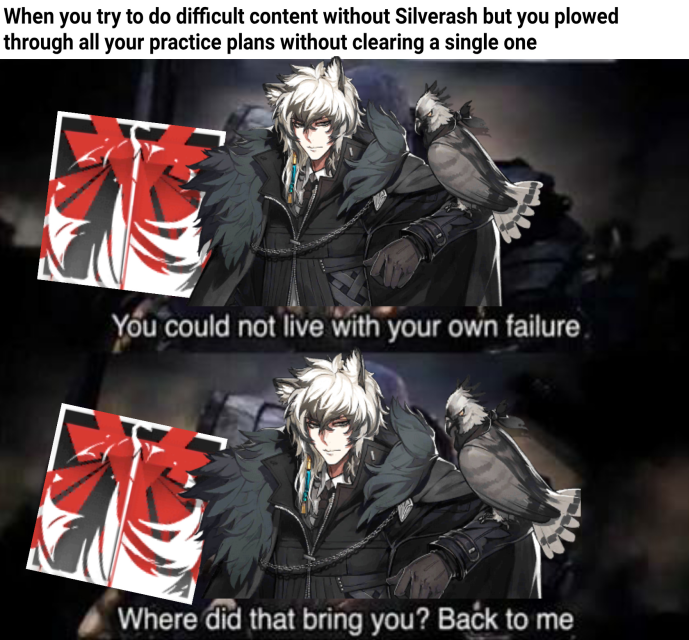 When you try to do difficult content without Silverash but you plowed
through all your practice plans without clearing a single one
You could not live with your own failure
Where did that bring you? Back to me